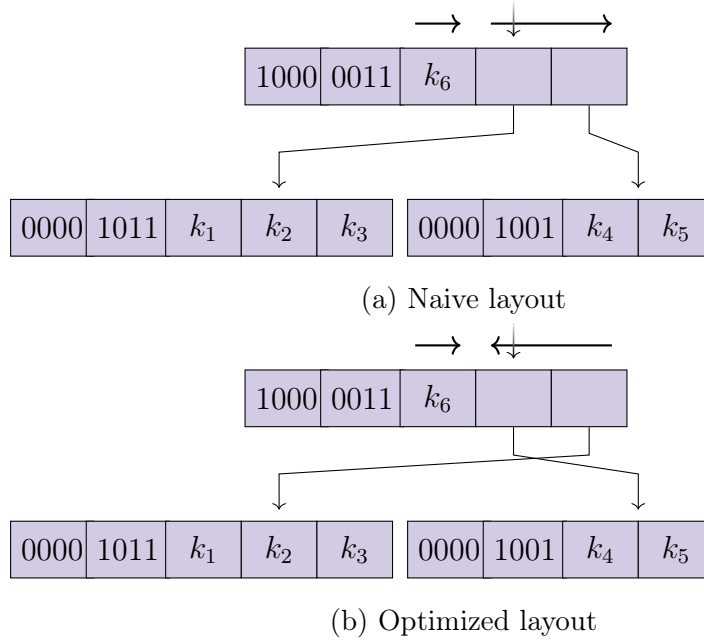 1000 0011 k₆
0000 1011 k₁ k₂ k₃ 0000 1001 k₄ k₅
(a) Naive layout
1000 0011 k₆
0000 1011 k₁ k₂ k₃ 0000 1001 k₄ k₅
(b) Optimized layout